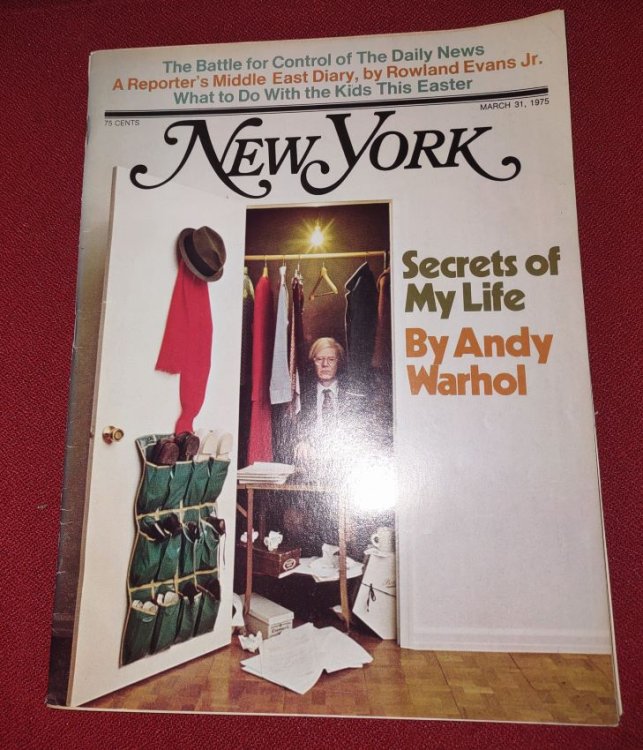 The Battle for Control of The Daily News
A Reporter's Middle East Diary, by Rowland Evans Jr.
What to Do With the Kids This Easter
75 CENTS
MARCH 31, 1975
NEW YORK
Secrets of
My Life
By Andy
Warhol